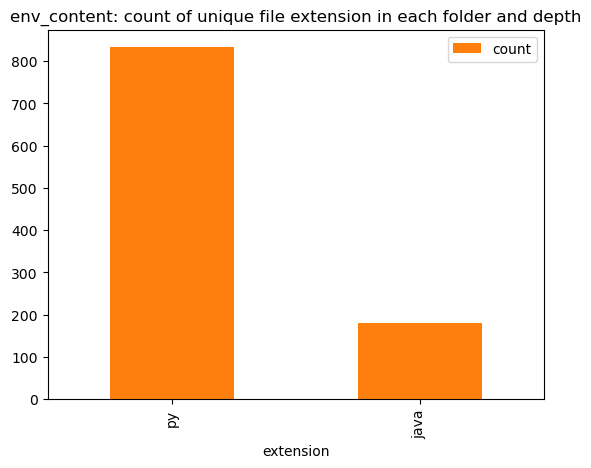 env_content: count of unique file extension in each folder and depth
count
800
700
600
500
400
300
200
100
0
py
java
extension